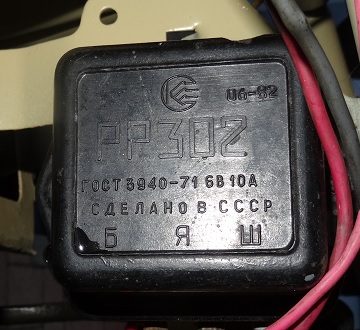 06-82
РР302
ГОСТ 3940-71 6В 10А
СДЕЛАНО В СССР
Б Я Ш